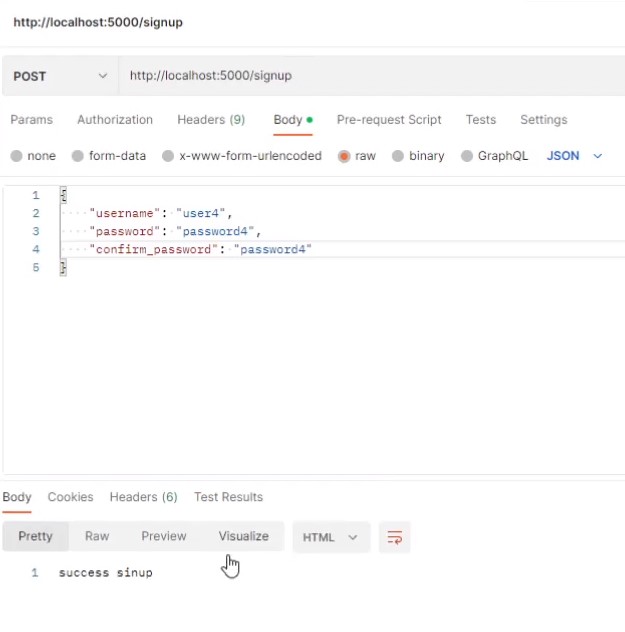 http://localhost:5000/signup
POST http://localhost:5000/signup
Params Authorization Headers (9) Body Pre-request Script Tests Settings
none form-data x-www-form-urlencoded raw binary GraphQL JSON
1 {
2 "username": "user4",
3 "password": "password4",
4 "confirm_password": "password4"
5 }
Body Cookies Headers (6) Test Results
Pretty Raw Preview Visualize HTML
1 success sinup